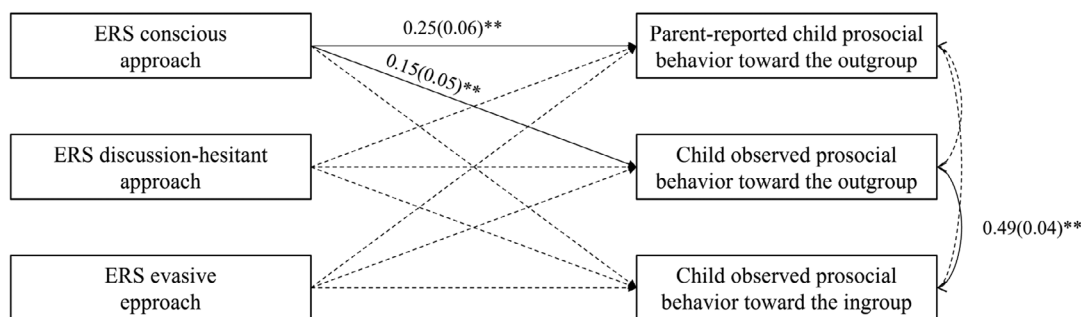 ERS conscious
approach
0.25(0.06)**
Parent-reported child prosocial
behavior toward the outgroup
0.15(0.05)**
ERS discussion-hesitant
approach
Child observed prosocial
behavior toward the outgroup
0.49(0.04)**
ERS evasive
epproach
Child observed prosocial
behavior toward the ingroup